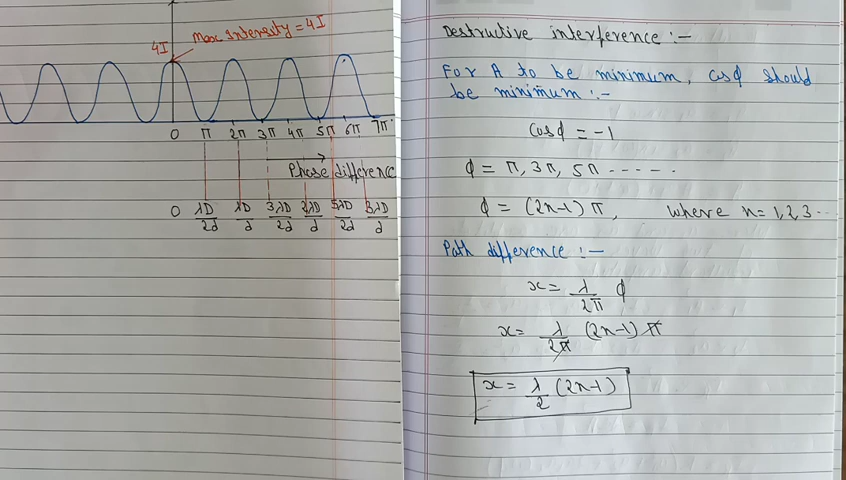 Max Intensity = 4I
4I
0 π 2π 3π 4π 5π 6π 7π
Phase difference
0 λD/2d λD/d 3λD/2d 2λD/d 5λD/2d 3λD/d
Destructive interference :-
For A to be minimum, cosϕ should
be minimum :-
cosϕ = -1
ϕ = π, 3π, 5π - - - - -
ϕ = (2n-1) π, where n = 1, 2, 3 - -
Path difference :-
x = λ/2π ϕ
x = λ/2π (2n-1) π
x = λ/2 (2n-1)